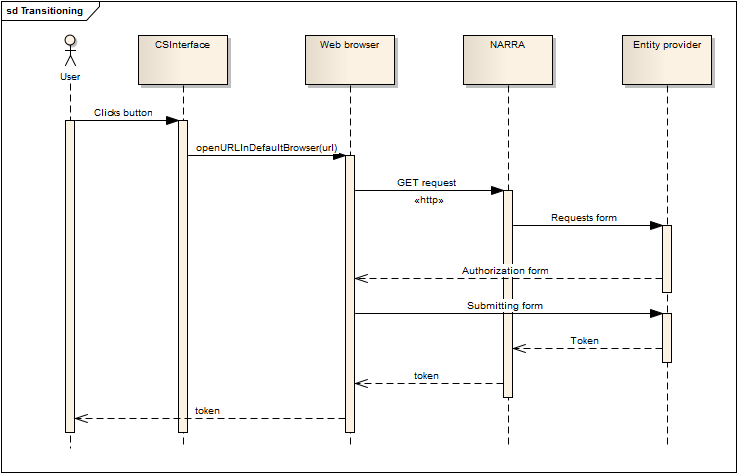 sd Transitioning
User
CSInterface
Web browser
NARRA
Entity provider
Clicks button
openURLInDefaultBrowser(url)
GET request
«http»
Requests form
Authorization form
Submitting form
Token
token
token